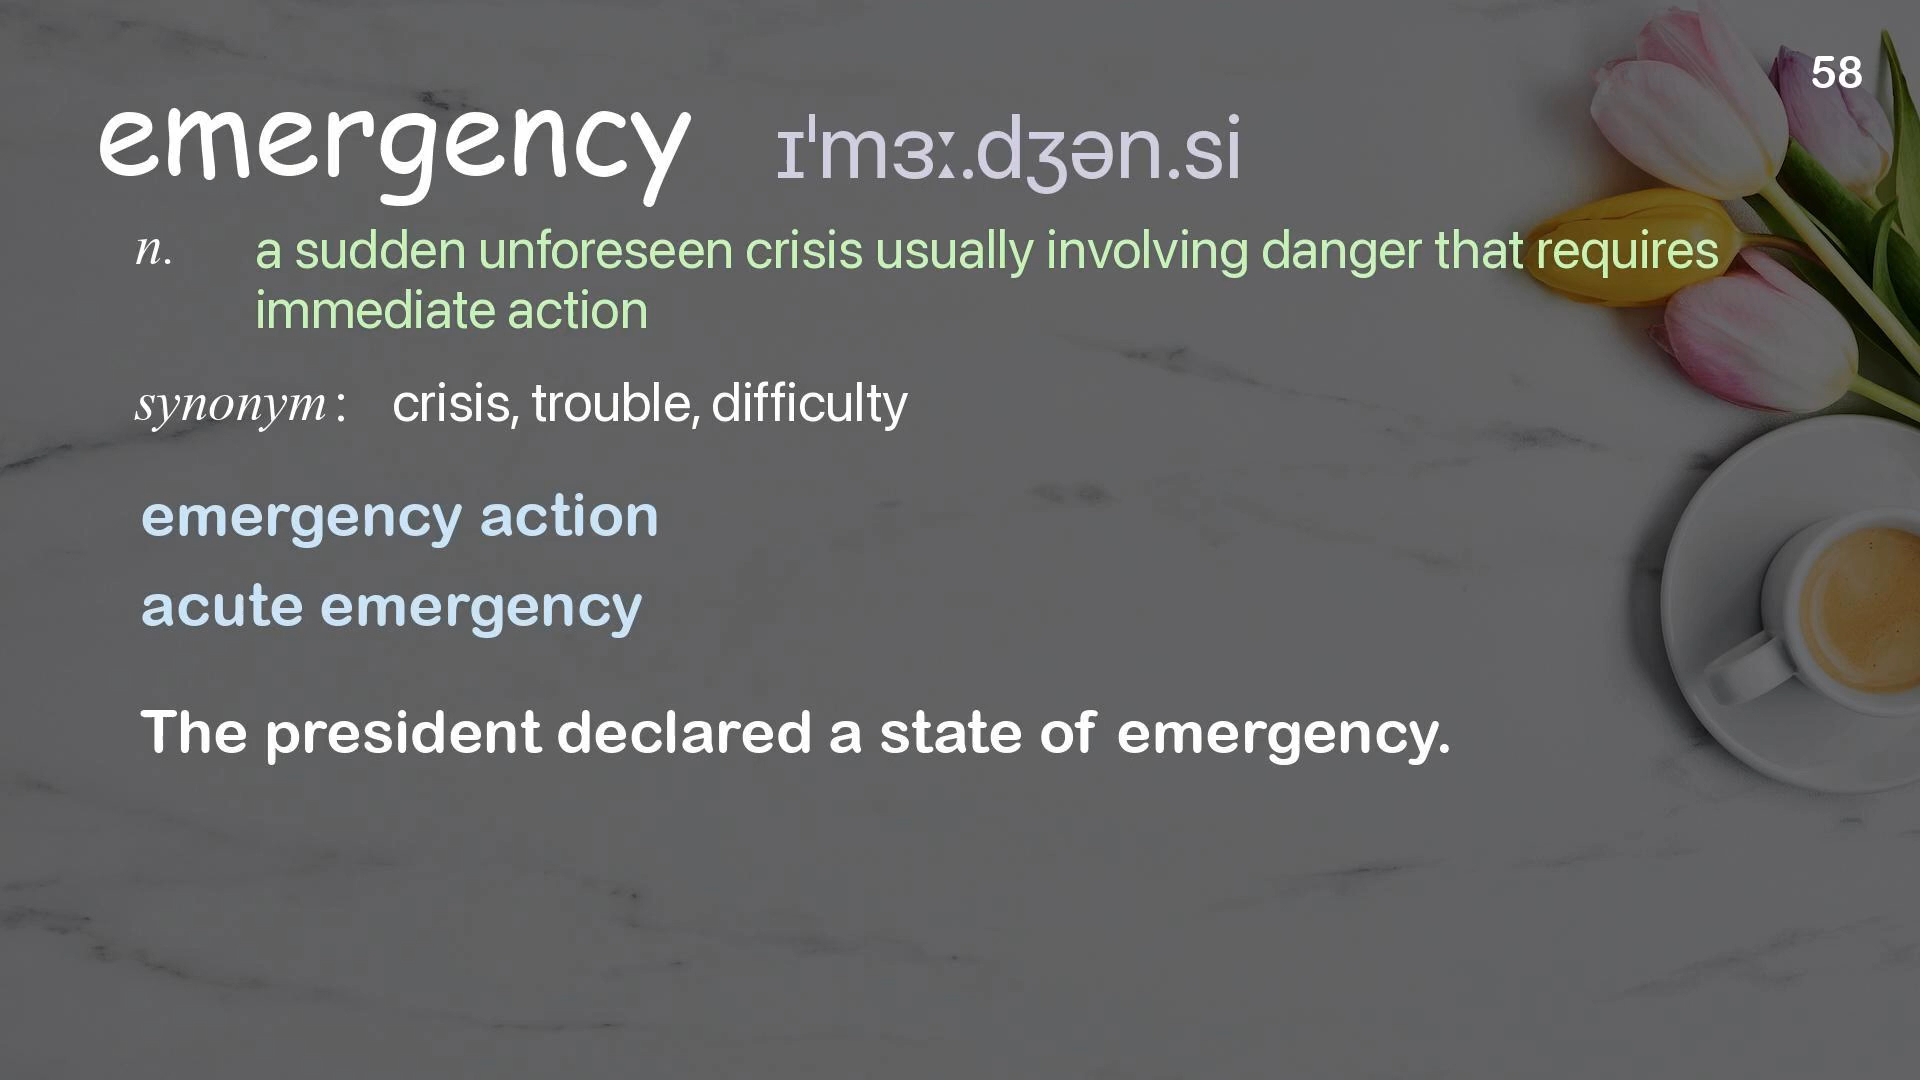 58
emergency ɪˈmɜː.dʒən.si
n. a sudden unforeseen crisis usually involving danger that requires
immediate action
synonym: crisis, trouble, difficulty
emergency action
acute emergency
The president declared a state of emergency.